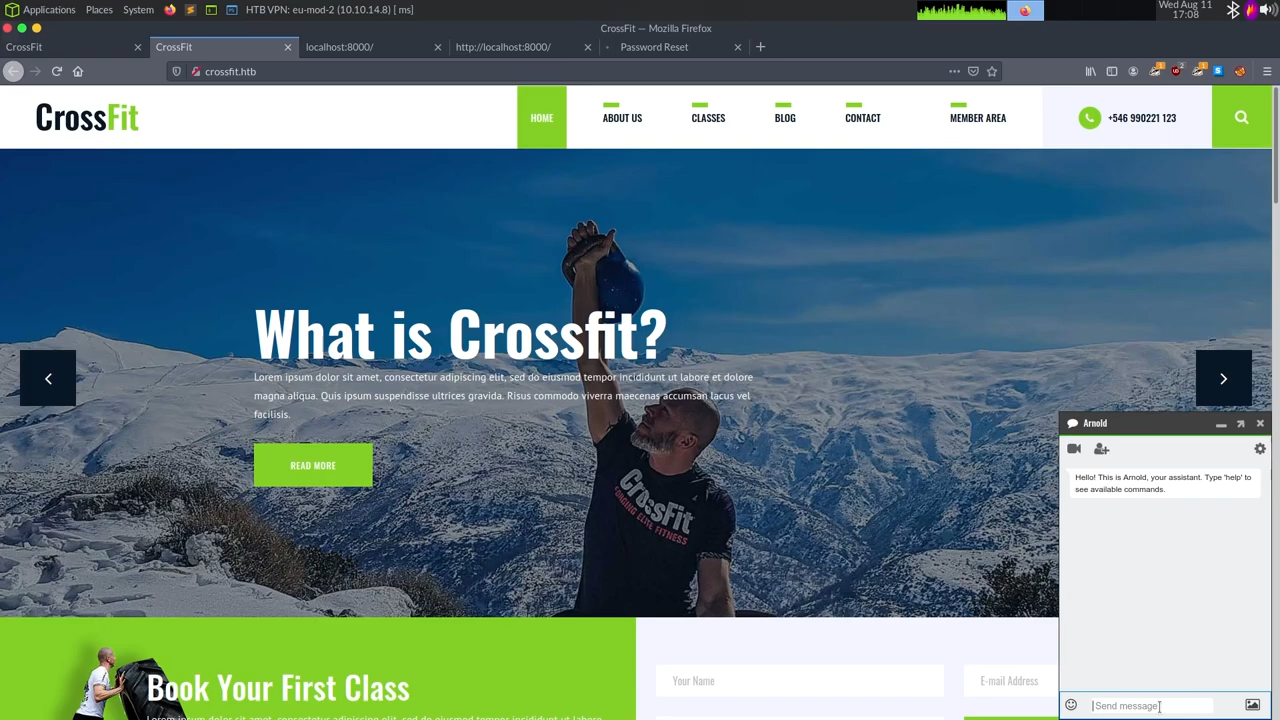 Applications Places System HTB VPN: eu-mod-2 (10.10.14.8) [ ms]
Wed Aug 11
17:08
CrossFit — Mozilla Firefox
CrossFit
CrossFit
localhost:8000/
http://localhost:8000/
Password Reset
crossfit.htb
CrossFit
HOME
ABOUT US
CLASSES
BLOG
CONTACT
MEMBER AREA
+546 990221 123
What is Crossfit?
Lorem ipsum dolor sit amet, consectetur adipiscing elit, sed do eiusmod tempor incididunt ut labore et dolore
magna aliqua. Quis ipsum suspendisse ultrices gravida. Risus commodo viverra maecenas accumsan lacus vel
facilisis.
READ MORE
CrossFit
FORGING ELITE FITNESS
Arnold
Hello! This is Arnold, your assistant. Type 'help' to
see available commands.
Send message
Book Your First Class
Your Name
E-mail Address